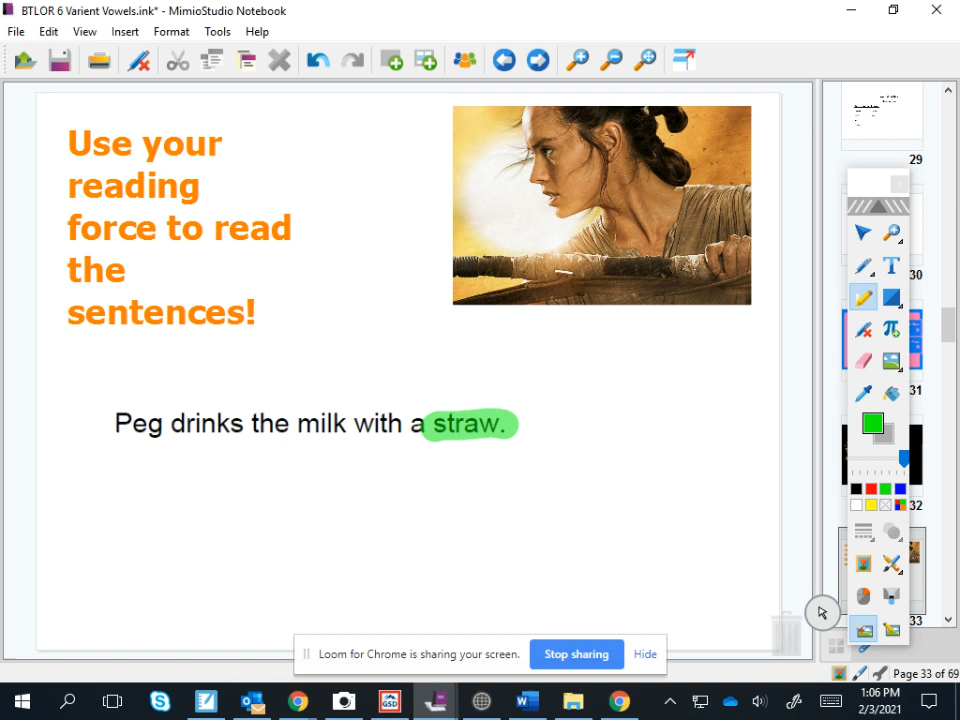 BTLOR 6 Varient Vowels.ink* - MimioStudio Notebook
File Edit View Insert Format Tools Help
Use your
reading
force to read
the
sentences!
Peg drinks the milk with a straw.
29
30
31
32
33
T
π
Loom for Chrome is sharing your screen. Stop sharing Hide
Page 33 of 69
GSD
1:06 PM
2/3/2021